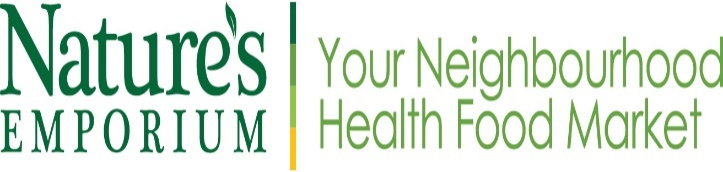 Nature's
EMPORIUM
Your Neighbourhood
Health Food Market